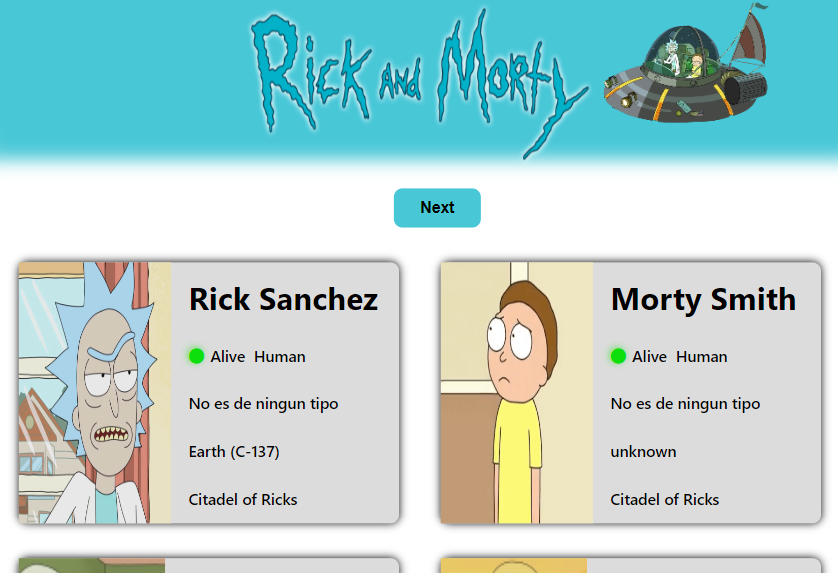 Rick and Morty
Next
Rick Sanchez
Alive Human
No es de ningun tipo
Earth (C-137)
Citadel of Ricks
Morty Smith
Alive Human
No es de ningun tipo
unknown
Citadel of Ricks